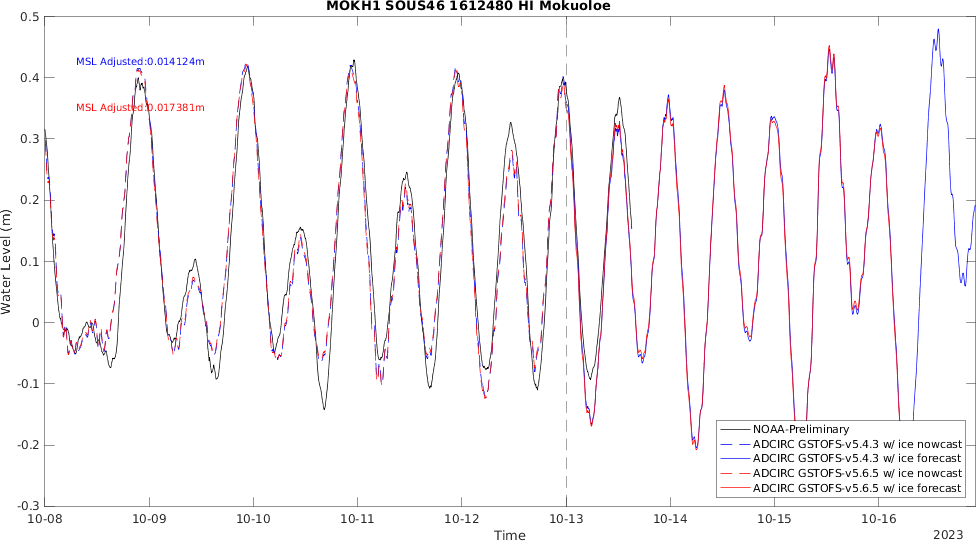 MOKH1 SOUS46 1612480 HI Mokuoloe
0.5
0.4
0.3
0.2
0.1
0
-0.1
-0.2
-0.3
Water Level (m)
MSL Adjusted:0.014124m
MSL Adjusted:0.017381m
NOAA-Preliminary
ADCIRC GSTOFS-v5.4.3 w/ ice nowcast
ADCIRC GSTOFS-v5.4.3 w/ ice forecast
ADCIRC GSTOFS-v5.6.5 w/ ice nowcast
ADCIRC GSTOFS-v5.6.5 w/ ice forecast
10-08 10-09 10-10 10-11 10-12 10-13 10-14 10-15 10-16
Time
2023